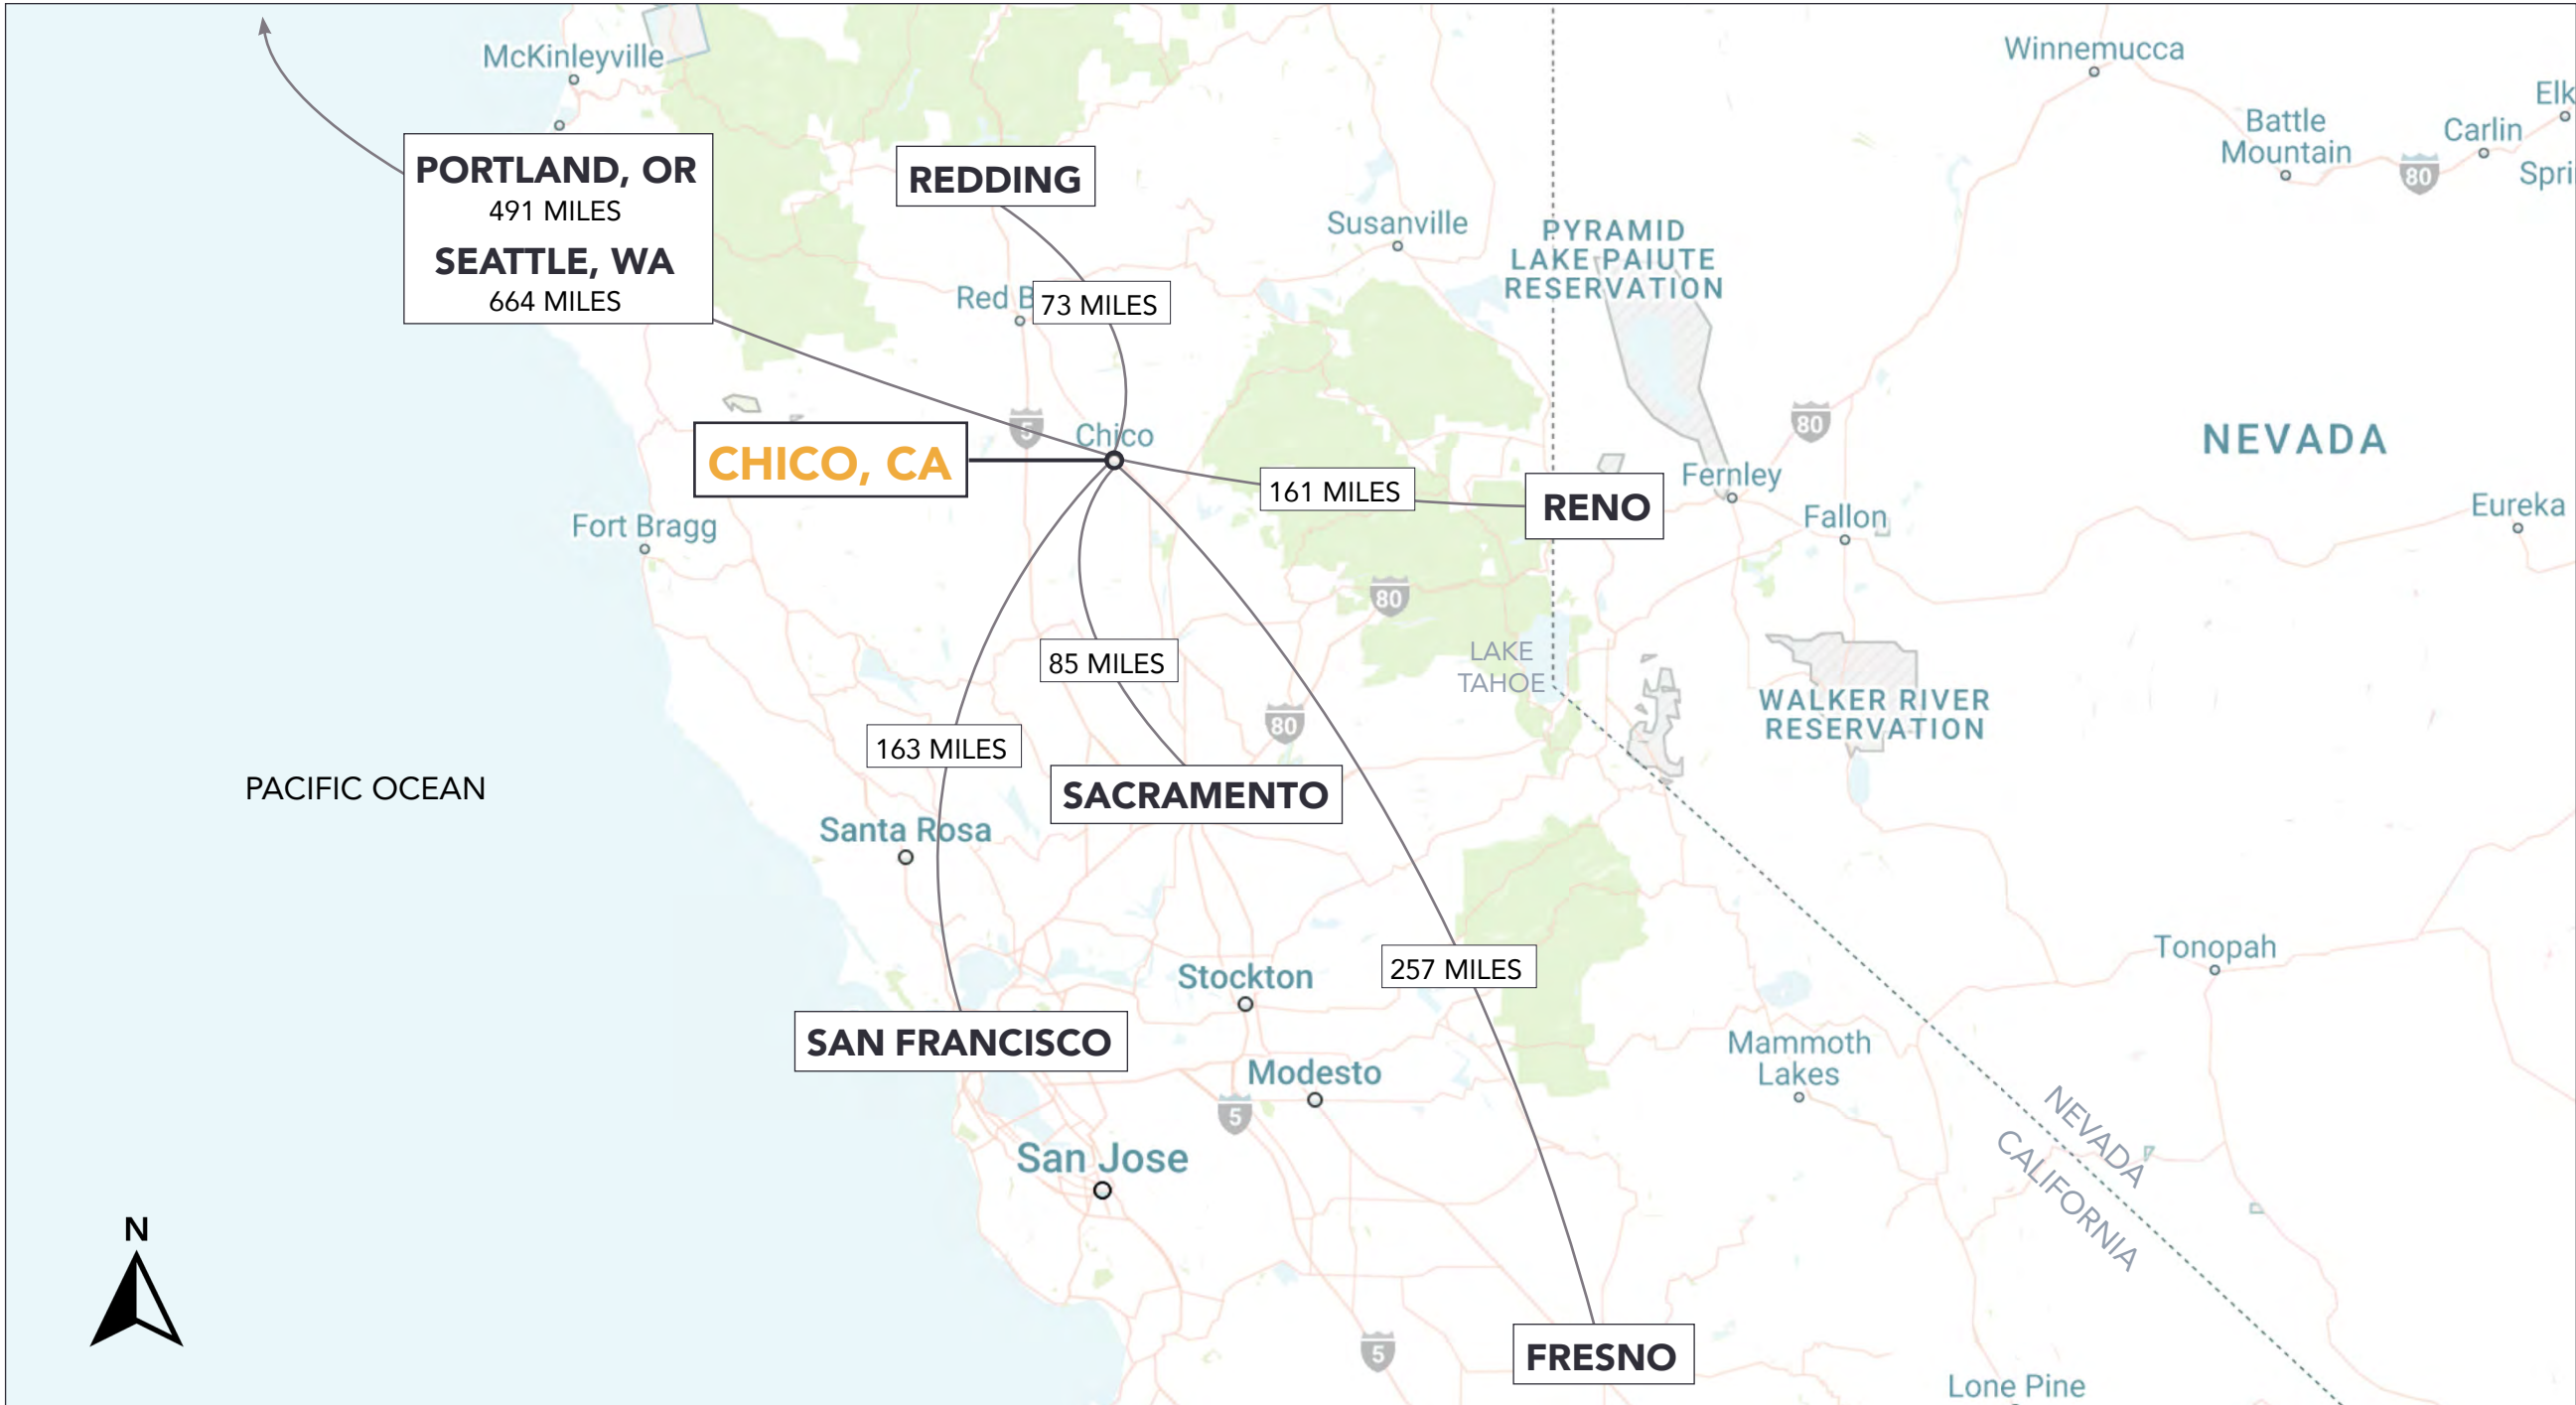 McKinleyville
Winnemucca
Elk
Battle
Mountain
Carlin
80
Spri
PORTLAND, OR
491 MILES
SEATTLE, WA
664 MILES
REDDING
Susanville
PYRAMID
LAKE PAIUTE
RESERVATION
Red B
73 MILES
5
Chico
CHICO, CA
80
NEVADA
161 MILES
RENO
Fernley
Fallon
Eureka
Fort Bragg
80
LAKE
TAHOE
85 MILES
80
163 MILES
WALKER RIVER
RESERVATION
PACIFIC OCEAN
SACRAMENTO
Santa Rosa
Stockton
257 MILES
Tonopah
SAN FRANCISCO
Modesto
5
Mammoth
Lakes
NEVADA
CALIFORNIA
San Jose
N
5
FRESNO
Lone Pine